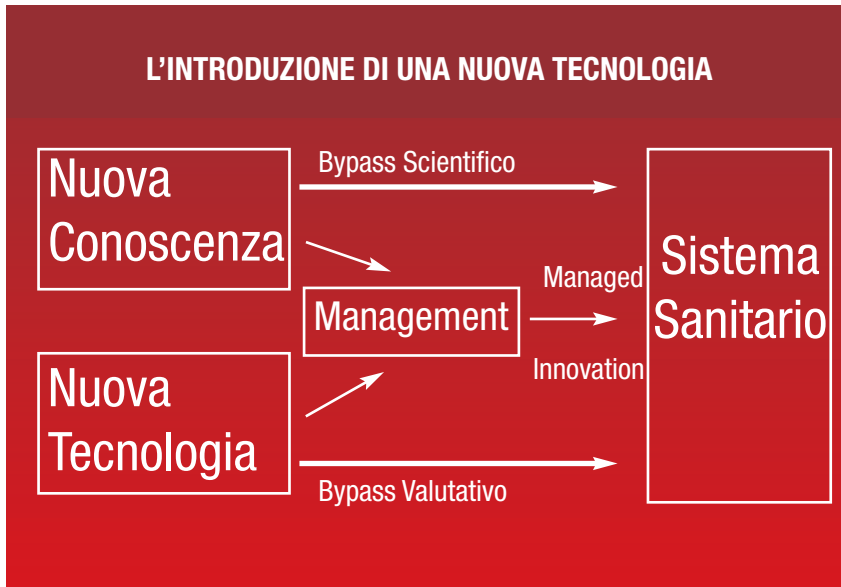 L'INTRODUZIONE DI UNA NUOVA TECNOLOGIA
Nuova
Conoscenza
Bypass Scientifico
Management
Managed
Innovation
Sistema
Sanitario
Nuova
Tecnologia
Bypass Valutativo